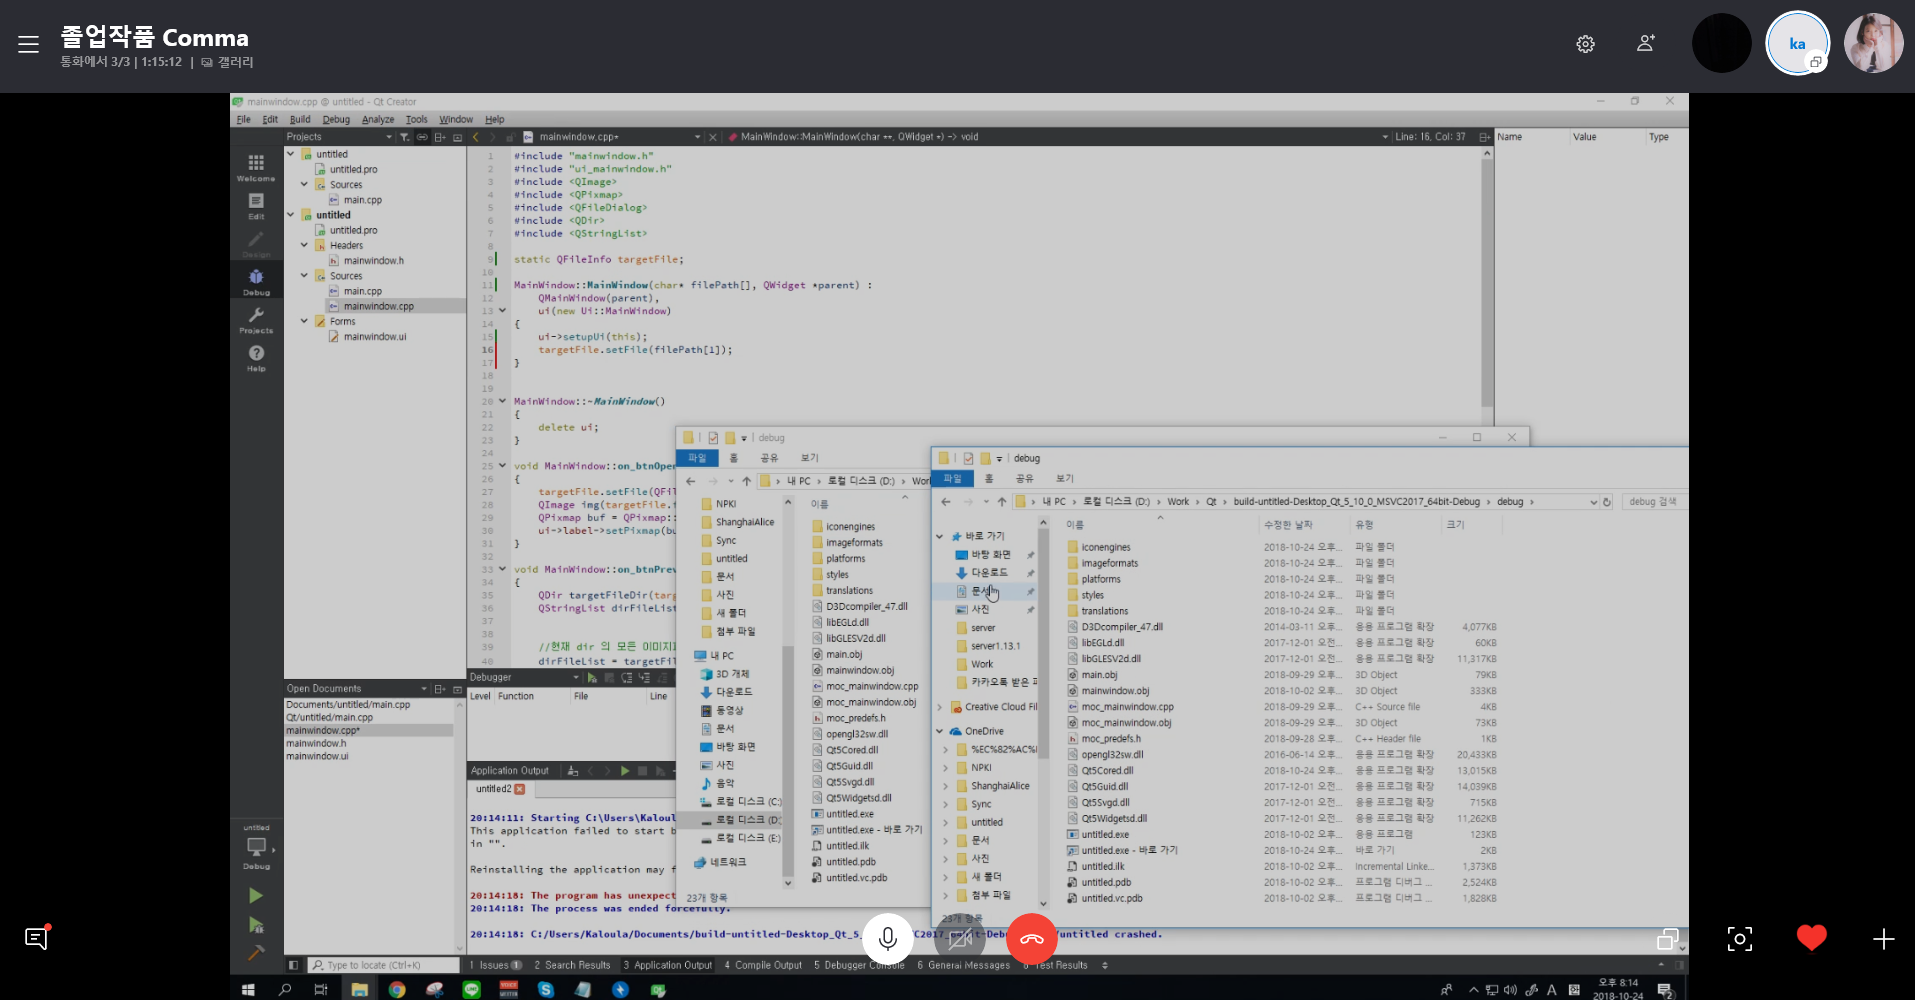 졸업작품 Comma
통화에서 3/3 | 1:15:12 | 갤러리
ka
mainwindow.cpp @ untitled - Qt Creator
File Edit Build Debug Analyze Tools Window Help
Projects
mainwindow.cpp*
MainWindow::MainWindow(char **, QWidget *) -> void
Line: 16, Col: 37
Name Value Type
Welcome
Edit
Design
Debug
Projects
Help
untitled
untitled.pro
Sources
main.cpp
untitled
untitled.pro
Headers
mainwindow.h
Sources
main.cpp
mainwindow.cpp
Forms
mainwindow.ui
1 #include "mainwindow.h"
2 #include "ui_mainwindow.h"
3 #include <QImage>
4 #include <QPixmap>
5 #include <QFileDialog>
6 #include <QDir>
7 #include <QStringList>
8
9 static QFileInfo targetFile;
10
11 MainWindow::MainWindow(char* filePath[], QWidget *parent) :
12 QMainWindow(parent),
13 ui(new Ui::MainWindow)
14 {
15 ui->setupUi(this);
16 targetFile.setFile(filePath[1]);
17 }
18
19
20 MainWindow::~MainWindow()
21 {
22 delete ui;
23 }
24
25 void MainWindow::on_btnOpe
26 {
27 targetFile.setFile(QFil
28 QImage img(targetFile.
29 QPixmap buf = QPixmap::
30 ui->label->setPixmap(bu
31 }
32
33 void MainWindow::on_btnPrev
34 {
35 QDir targetFileDir(targ
36 QStringList dirFileList
37
38
39 //현재 dir 의 모든 이미지
40 dirFileList = targetFil
Open Documents
Documents/untitled/main.cpp
Qt/untitled/main.cpp
mainwindow.cpp*
mainwindow.h
mainwindow.ui
Debugger
Level Function File Line
Application Output
untitled2
20:14:11: Starting C:\Users\Kaloul
This application failed to start b
in "".
Reinstalling the application may f
20:14:18: The program has unexpect
20:14:18: The process was ended forcefully.
20:14:18: C:/Users/Kaloula/Documents/build-untitled-Desktop_Qt_5_ C2017_64bit-Deb /untitled crashed.
untitled
Debug
debug
파일 홈 공유 보기
내 PC 로컬 디스크 (D:) Wor
NPKI
ShanghaiAlice
Sync
untitled
문서
사진
새 폴더
첨부 파일
내 PC
3D 개체
다운로드
동영상
문서
바탕 화면
사진
음악
로컬 디스크 (C:)
로컬 디스크 (D:
로컬 디스크 (E:)
네트워크
이름
iconengines
imageformats
platforms
styles
translations
D3Dcompiler_47.dll
libEGLd.dll
libGLESV2d.dll
main.obj
mainwindow.obj
moc_mainwindow.cpp
moc_mainwindow.obj
moc_predefs.h
opengl32sw.dll
Qt5Cored.dll
Qt5Guid.dll
Qt5Svgd.dll
Qt5Widgetsd.dll
untitled.exe
untitled.exe - 바로 가기
untitled.ilk
untitled.pdb
untitled.vc.pdb
23개 항목
debug
파일 홈 공유 보기
내 PC 로컬 디스크 (D:) Work Qt build-untitled-Desktop_Qt_5_10_0_MSVC2017_64bit-Debug debug
debug 검색
바로 가기
바탕 화면
다운로드
문서
사진
server
server1.13.1
Work
카카오톡 받은 파
Creative Cloud Fil
OneDrive
%EC%82%AC%I
NPKI
ShanghaiAlice
Sync
untitled
문서
사진
새 폴더
첨부 파일
이름 수정한 날짜 유형 크기
iconengines 2018-10-24 오후... 파일 폴더
imageformats 2018-10-24 오후... 파일 폴더
platforms 2018-10-24 오후... 파일 폴더
styles 2018-10-24 오후... 파일 폴더
translations 2018-10-24 오후... 파일 폴더
D3Dcompiler_47.dll 2014-03-11 오후... 응용 프로그램 확장 4,077KB
libEGLd.dll 2017-12-01 오전... 응용 프로그램 확장 60KB
libGLESV2d.dll 2017-12-01 오전... 응용 프로그램 확장 11,317KB
main.obj 2018-09-29 오후... 3D Object 79KB
mainwindow.obj 2018-10-02 오후... 3D Object 333KB
moc_mainwindow.cpp 2018-09-29 오후... C++ Source file 4KB
moc_mainwindow.obj 2018-09-29 오후... 3D Object 73KB
moc_predefs.h 2018-09-28 오후... C++ Header file 1KB
opengl32sw.dll 2016-06-14 오후... 응용 프로그램 확장 20,433KB
Qt5Cored.dll 2018-10-24 오후... 응용 프로그램 확장 13,015KB
Qt5Guid.dll 2017-12-01 오전... 응용 프로그램 확장 14,039KB
Qt5Svgd.dll 2017-12-01 오전... 응용 프로그램 확장 715KB
Qt5Widgetsd.dll 2017-12-01 오전... 응용 프로그램 확장 11,262KB
untitled.exe 2018-10-02 오후... 응용 프로그램 123KB
untitled.exe - 바로 가기 2018-10-24 오후... 바로 가기 2KB
untitled.ilk 2018-10-02 오후... Incremental Linke... 1,373KB
untitled.pdb 2018-10-02 오후... 프로그램 디버그 ... 2,524KB
untitled.vc.pdb 2018-10-02 오후... 프로그램 디버그 ... 1,828KB
23개 항목
Type to locate (Ctrl+K)
1 Issues 1 2 Search Results 3 Application Output 4 Compile Output 5 Debugger Console 6 General Messages 8 Test Results
A
오후 8:14
2018-10-24
2